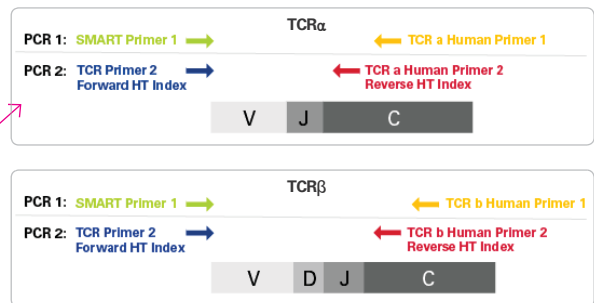 TCRα
PCR 1: SMART Primer 1 TCR a Human Primer 1
PCR 2: TCR Primer 2 TCR a Human Primer 2
Forward HT Index Reverse HT Index
V J C
TCRβ
PCR 1: SMART Primer 1 TCR b Human Primer 1
PCR 2: TCR Primer 2 TCR b Human Primer 2
Forward HT Index Reverse HT Index
V D J C